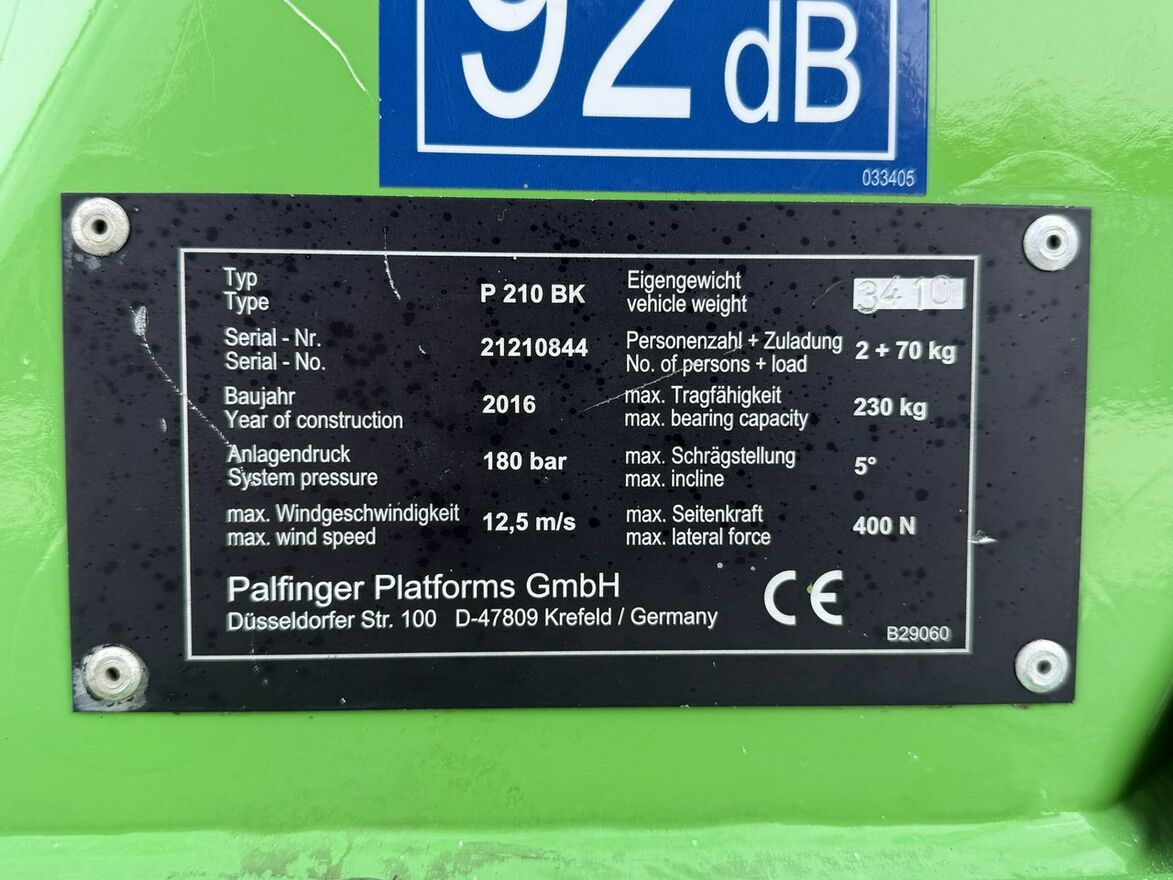 92 dB
033405
Typ
Type
P 210 BK
Serial - Nr.
Serial - No.
21210844
Baujahr
Year of construction
2016
Anlagendruck
System pressure
180 bar
max. Windgeschwindigkeit
max. wind speed
12,5 m/s
Eigengewicht
vehicle weight
3410
Personenzahl + Zuladung
No. of persons + load
2 + 70 kg
max. Tragfähigkeit
max. bearing capacity
230 kg
max. Schrägstellung
max. incline
5°
max. Seitenkraft
max. lateral force
400 N
Palfinger Platforms GmbH
Düsseldorfer Str. 100 D-47809 Krefeld / Germany
CE
B29060